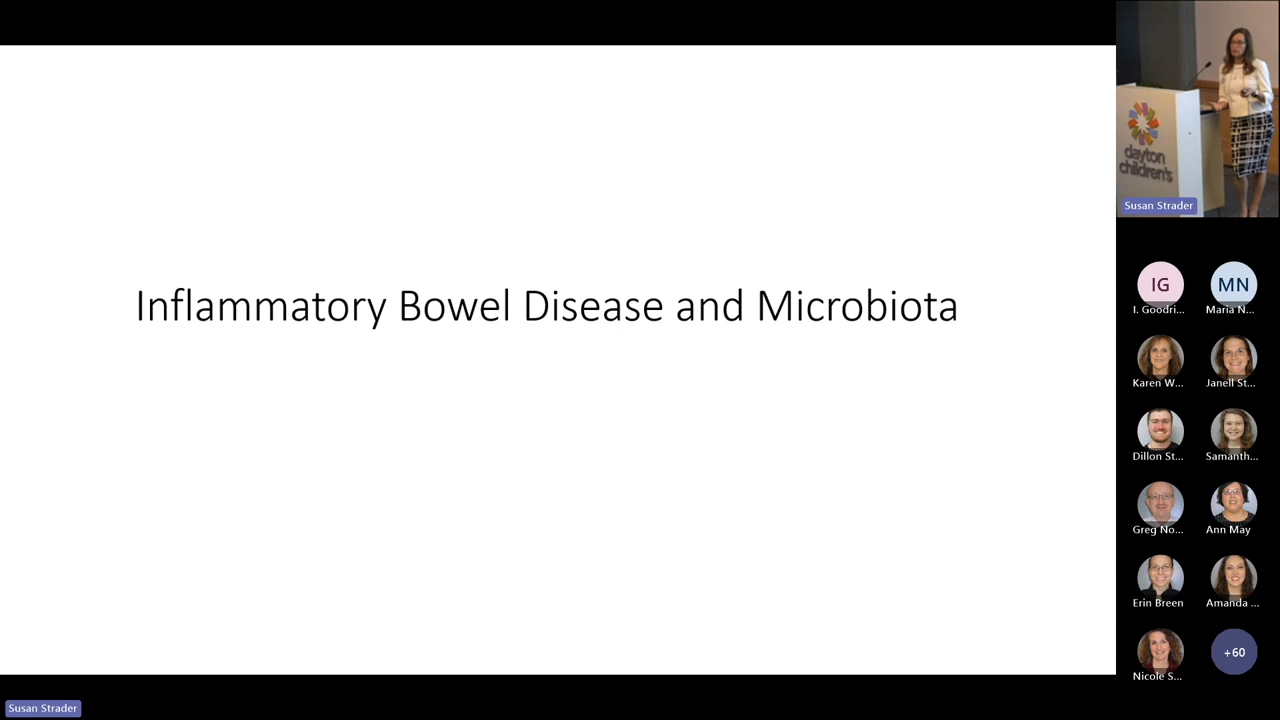 Inflammatory Bowel Disease and Microbiota
dayton
children's
Susan Strader
IG
I. Goodri...
MN
Maria N...
Karen W...
Janell St...
Dillon St...
Samanth...
Greg No...
Ann May
Erin Breen
Amanda ...
Nicole S...
+60
Susan Strader